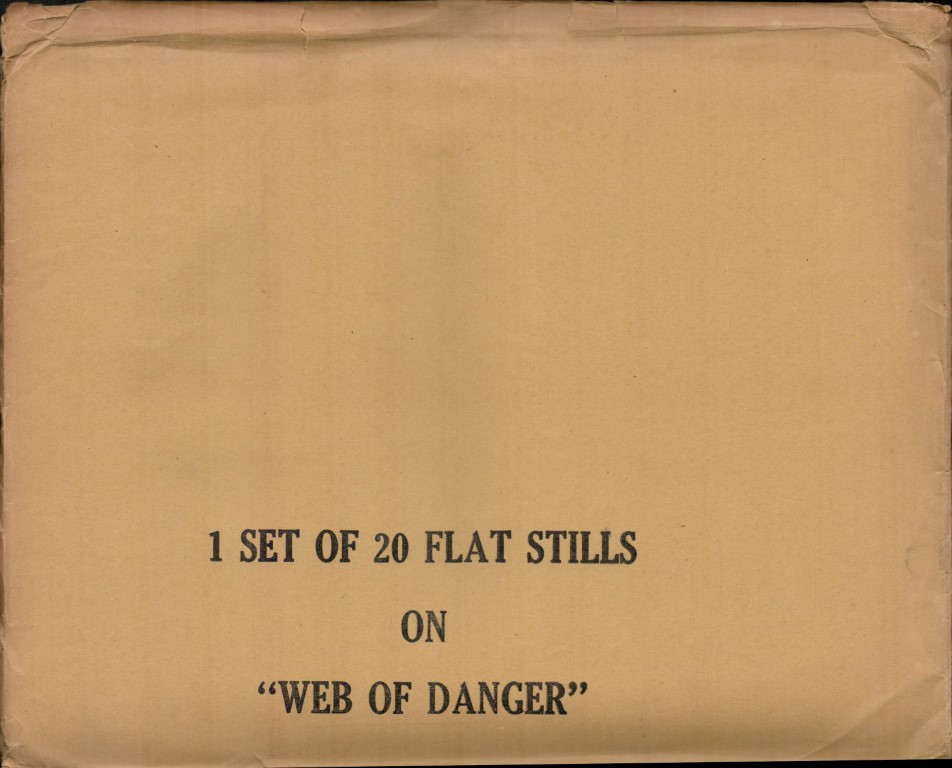 1 SET OF 20 FLAT STILLS
ON
“WEB OF DANGER”